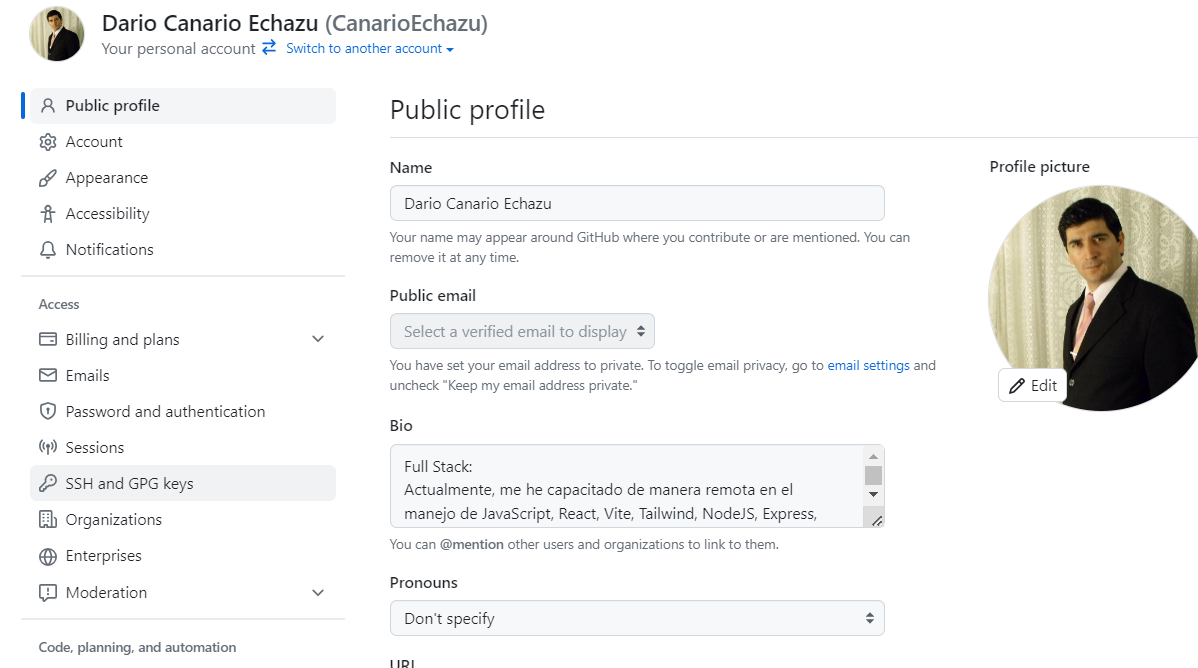 Dario Canario Echazu (CanarioEchazu)
Your personal account Switch to another account
Public profile
Account
Appearance
Accessibility
Notifications
Access
Billing and plans
Emails
Password and authentication
Sessions
SSH and GPG keys
Organizations
Enterprises
Moderation
Code, planning, and automation
Public profile
Name
Dario Canario Echazu
Your name may appear around GitHub where you contribute or are mentioned. You can
remove it at any time.
Public email
Select a verified email to display
You have set your email address to private. To toggle email privacy, go to email settings and
uncheck "Keep my email address private."
Bio
Full Stack:
Actualmente, me he capacitado de manera remota en el
manejo de JavaScript, React, Vite, Tailwind, NodeJS, Express,
You can @mention other users and organizations to link to them.
Pronouns
Don't specify
URL
Profile picture
Edit